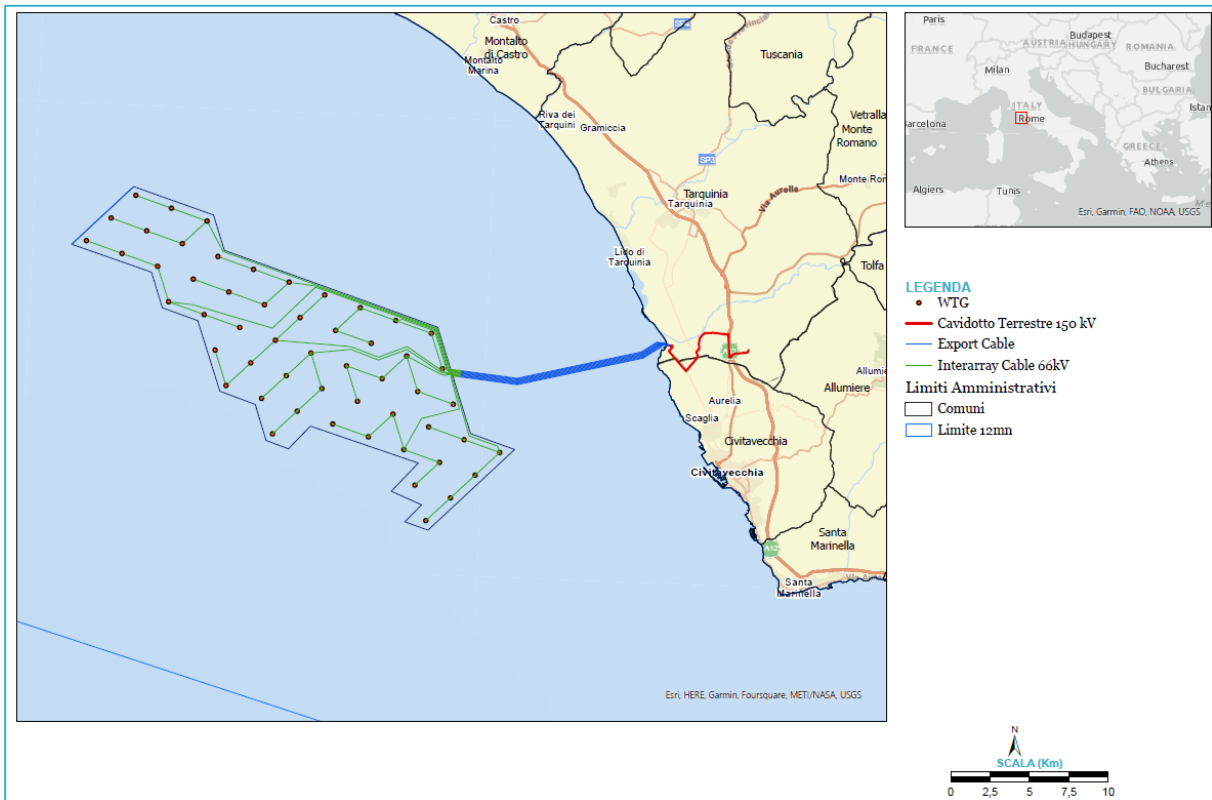 Castro
Montalto
di Castro
Montalto
Marina
Tuscania
Riva dei
Tarquini
Gramiccia
Vetralla
Monte
Romano
SP3
Monte Rom
Via Aurelia
Tarquinia
Tarquinia
Lido di
Tarquinia
Tolfa
Allumiere
Allumiere
Aurelia
Scaglia
Civitavecchia
Civitavecchia
Santa
Marinella
Santa
Marinella
Esri, HERE, Garmin, Foursquare, METI/NASA, USGS
Paris
Budapest
FRANCE
AUSTRIA
HUNGARY
ROMANIA
Milan
Bucharest
BULGARIA
ITALY
Rome
Barcelona
Istan
GREECE
Athens
Algiers
Tunis
Esri, Garmin, FAO, NOAA, USGS
LEGENDA
WTG
Cavidotto Terrestre 150 kV
Export Cable
Interarray Cable 66kV
Limiti Amministrativi
Comuni
Limite 12mn
N
SCALA (Km)
0 2,5 5 7,5 10